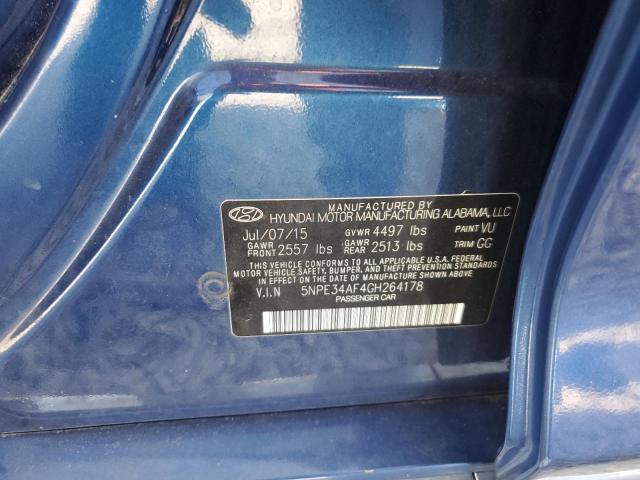 MANUFACTURED BY
HYUNDAI MOTOR MANUFACTURING ALABAMA, LLC
Jul/07/15 GVWR 4497 lbs PAINT VU
GAWR FRONT 2557 lbs GAWR REAR 2513 lbs TRIM GG
THIS VEHICLE CONFORMS TO ALL APPLICABLE U.S.A. FEDERAL
MOTOR VEHICLE SAFETY, BUMPER, AND THEFT PREVENTION
STANDARDS IN EFFECT ON THE DATE OF MANUFACTURE SHOWN ABOVE.
V.I.N 5NPE34AF4GH264178
PASSENGER CAR